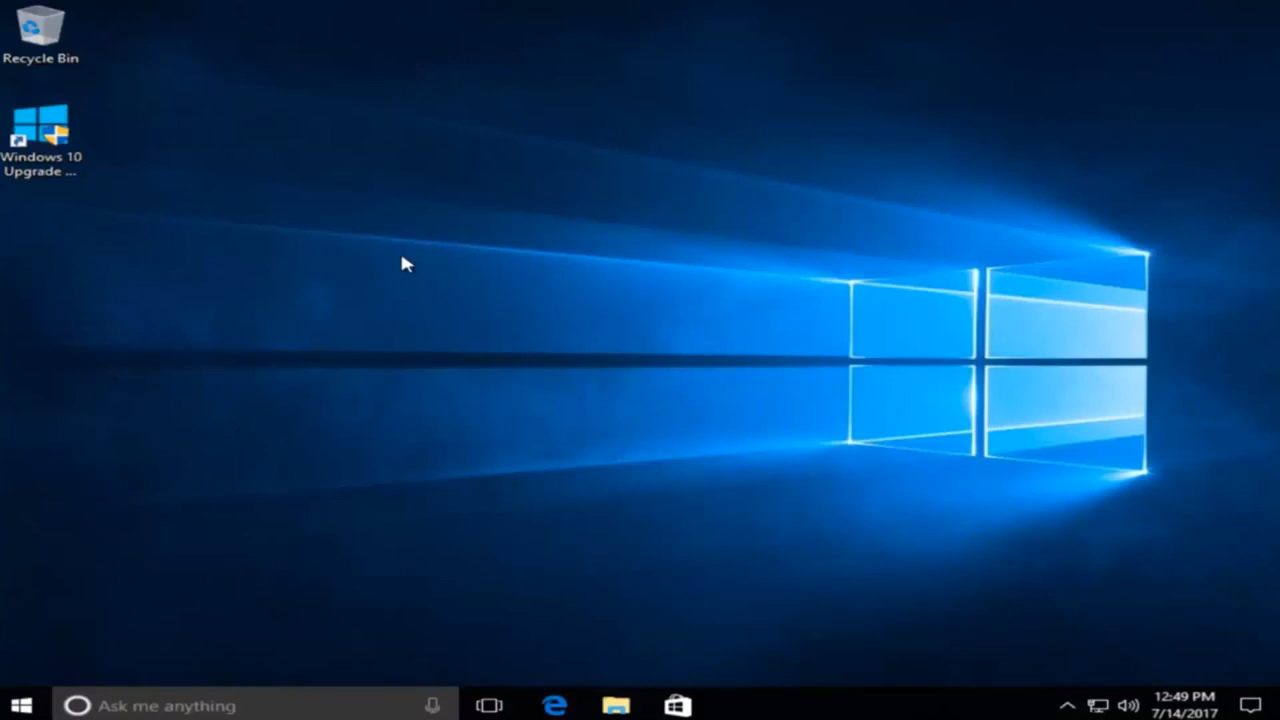 Recycle Bin
Windows 10
Upgrade ...
Ask me anything
12:49 PM
7/14/2017